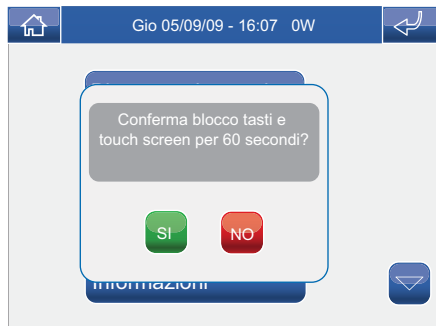 Gio 05/09/09 - 16:07 0W
Conferma blocco tasti e
touch screen per 60 secondi?
SI
NO
Informazioni